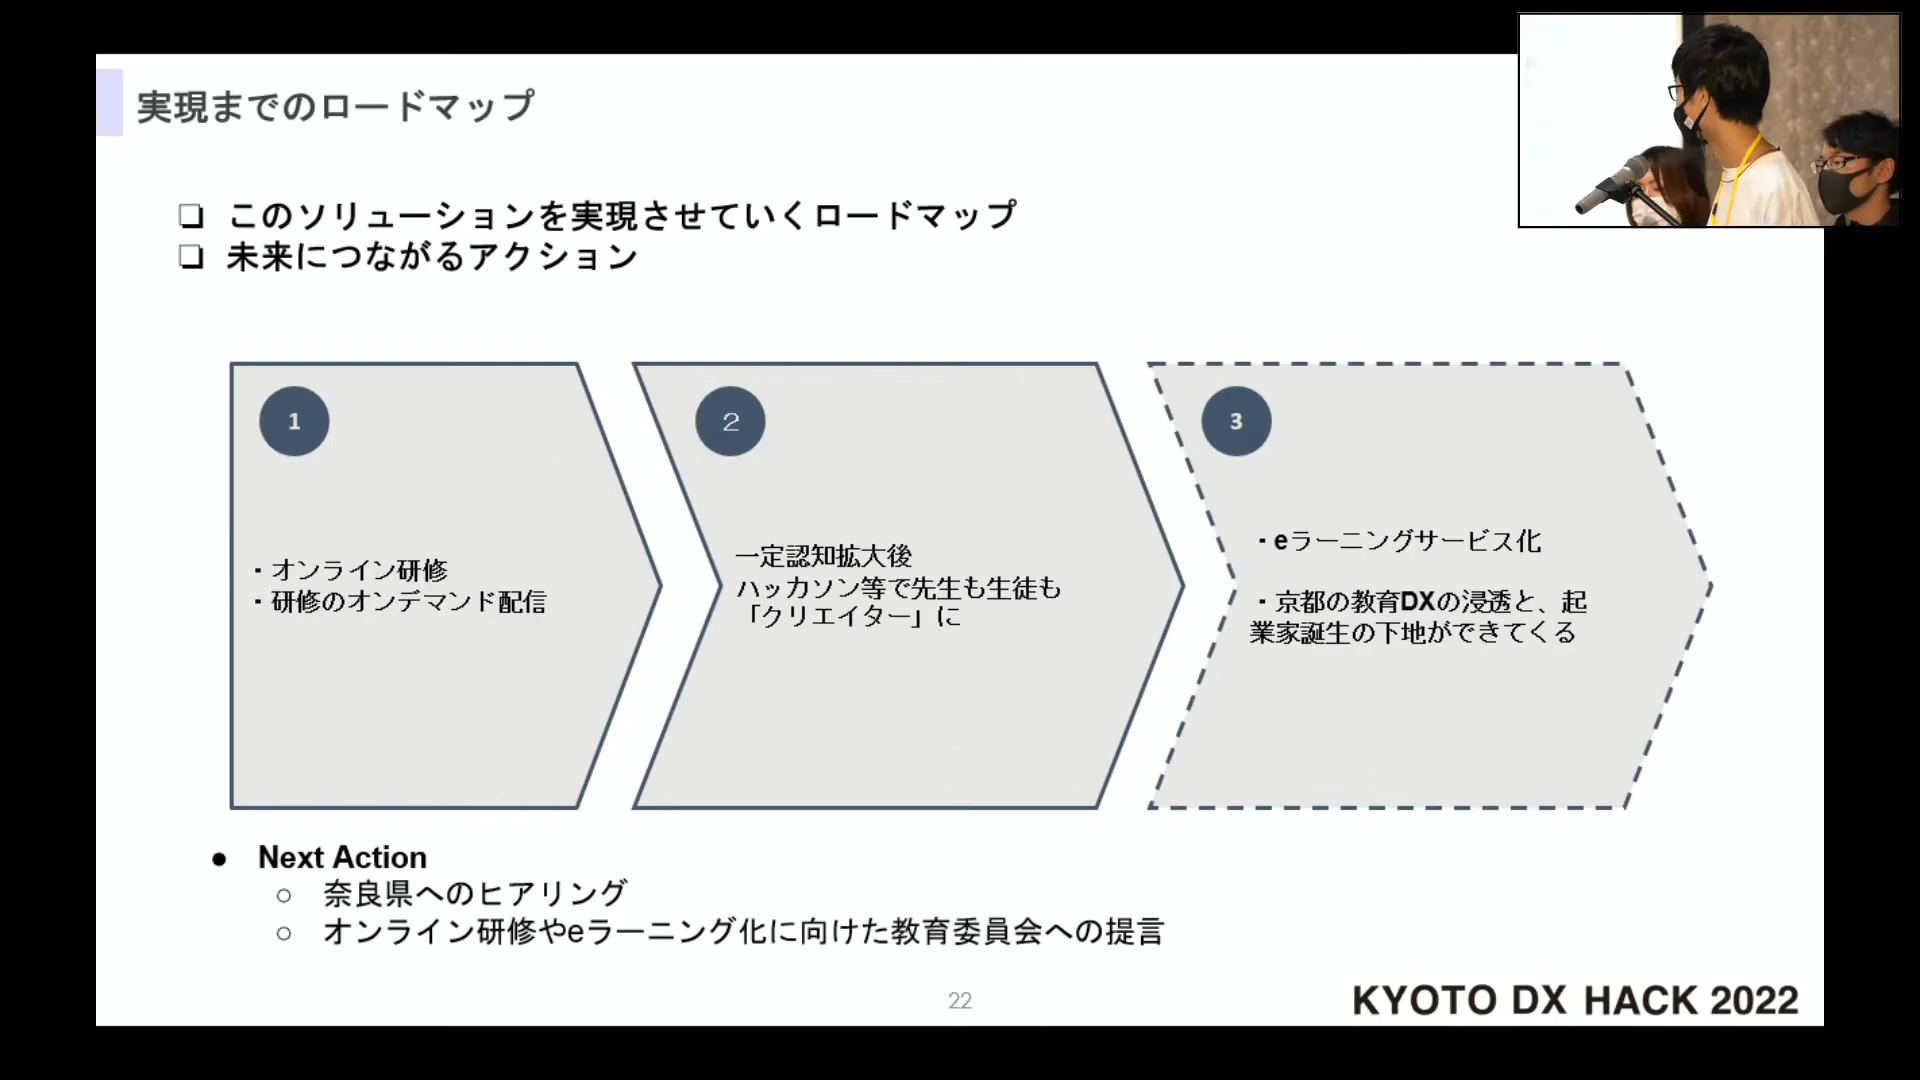 実現までのロードマップ
❏ このソリューションを実現させていくロードマップ
❏ 未来につながるアクション
1
・オンライン研修
・研修のオンデマンド配信
2
一定認知拡大後
ハッカソン等で先生も生徒も
「クリエイター」に
3
・eラーニングサービス化
・京都の教育DXの浸透と、起
業家誕生の下地ができてくる
● Next Action
○ 奈良県へのヒアリング
○ オンライン研修やeラーニング化に向けた教育委員会への提言
22
KYOTO DX HACK 2022